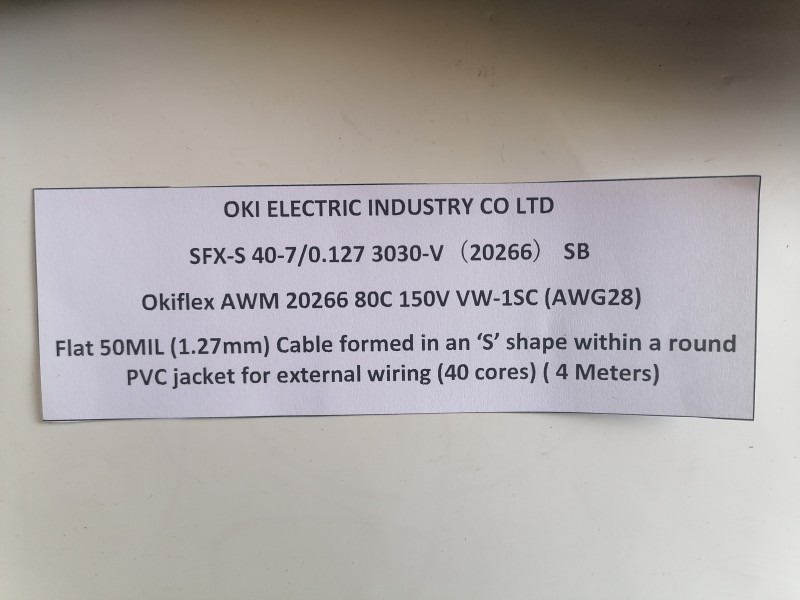 OKI ELECTRIC INDUSTRY CO LTD
SFX-S 40-7/0.127 3030-V （20266） SB
Okiflex AWM 20266 80C 150V VW-1SC (AWG28)
Flat 50MIL (1.27mm) Cable formed in an ‘S’ shape within a round
PVC jacket for external wiring (40 cores) ( 4 Meters)